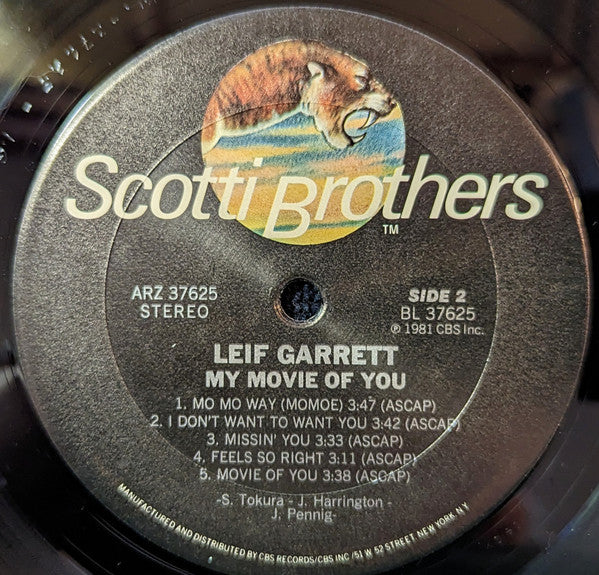 Scotti Brothers
TM
ARZ 37625
STEREO
SIDE 2
BL 37625
℗ 1981 CBS Inc.
LEIF GARRETT
MY MOVIE OF YOU
1. MO MO WAY (MOMOE) 3:47 (ASCAP)
2. I DON'T WANT TO WANT YOU 3:42 (ASCAP)
3. MISSIN' YOU 3:33 (ASCAP)
4. FEELS SO RIGHT 3:11 (ASCAP)
5. MOVIE OF YOU 3:38 (ASCAP)
-S. Tokura - J. Harrington -
J. Pennig-
MANUFACTURED AND DISTRIBUTED BY CBS RECORDS/CBS INC /51 W 52 STREET, NEW YORK, N.Y.